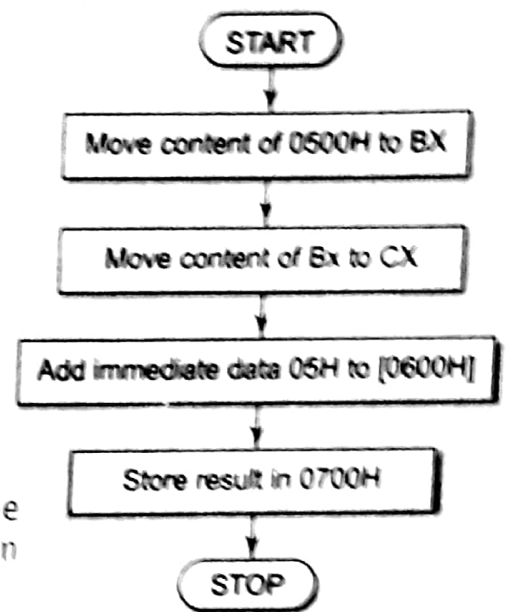 START
Move content of 0500H to BX
Move content of Bx to CX
Add immediate data 05H to [0600H]
Store result in 0700H
e
n
STOP